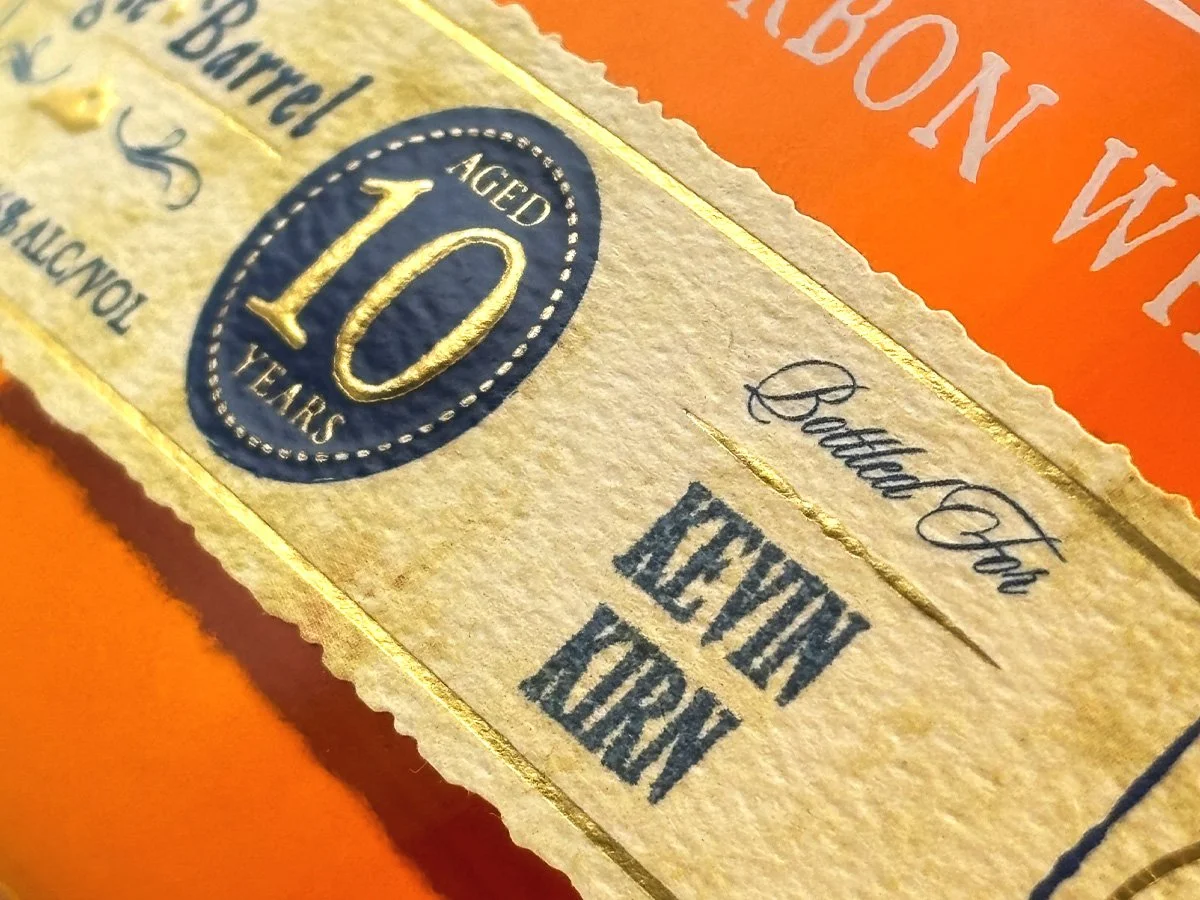 Barrel
% ALC/VOL
AGED
10
YEARS
Bottled For
KEVIN
KIRN
RBON W